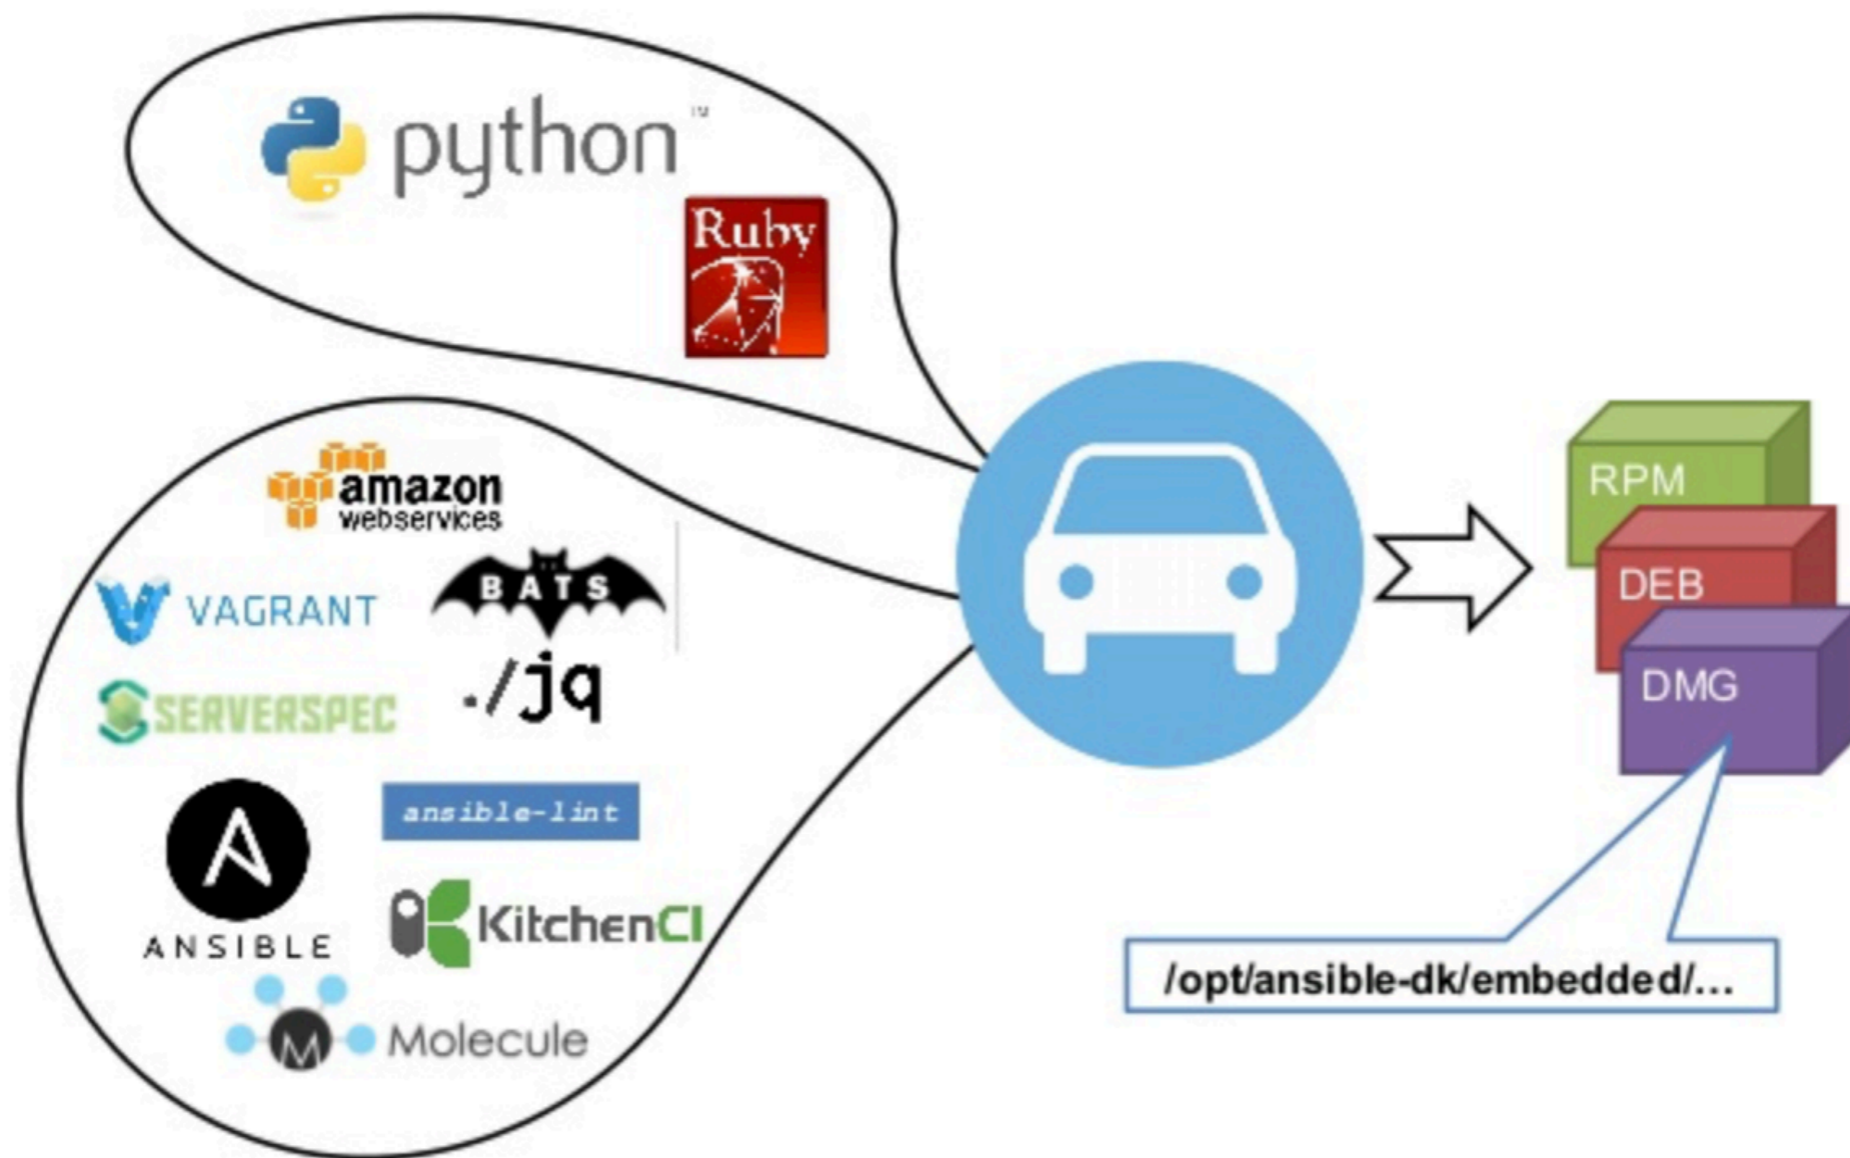 python™
Ruby
amazon
webservices
VAGRANT
BATS
./jq
SERVERSPEC
ansible-lint
ANSIBLE
KitchenCI
M Molecule
RPM
DEB
DMG
/opt/ansible-dk/embedded/…